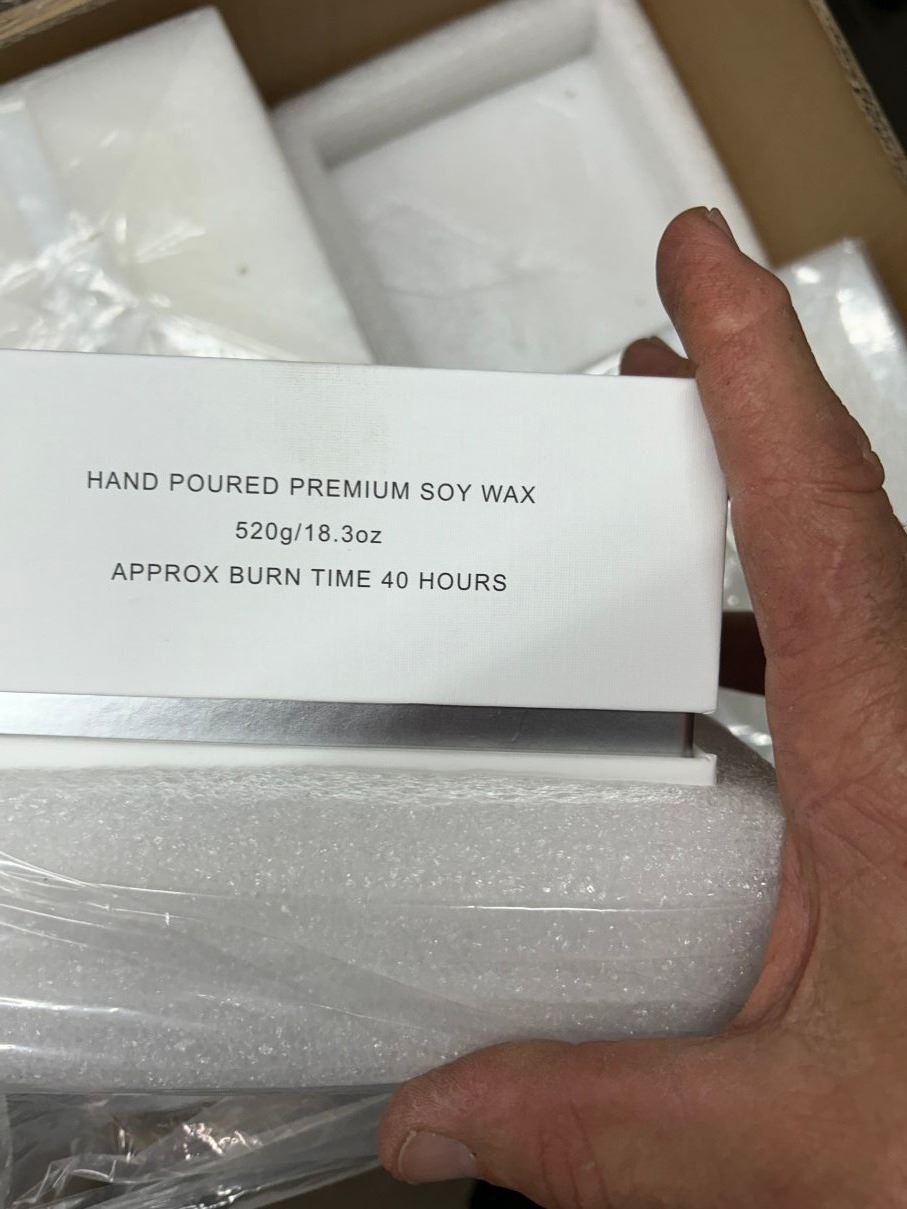 HAND POURED PREMIUM SOY WAX
520g/18.3oz
APPROX BURN TIME 40 HOURS